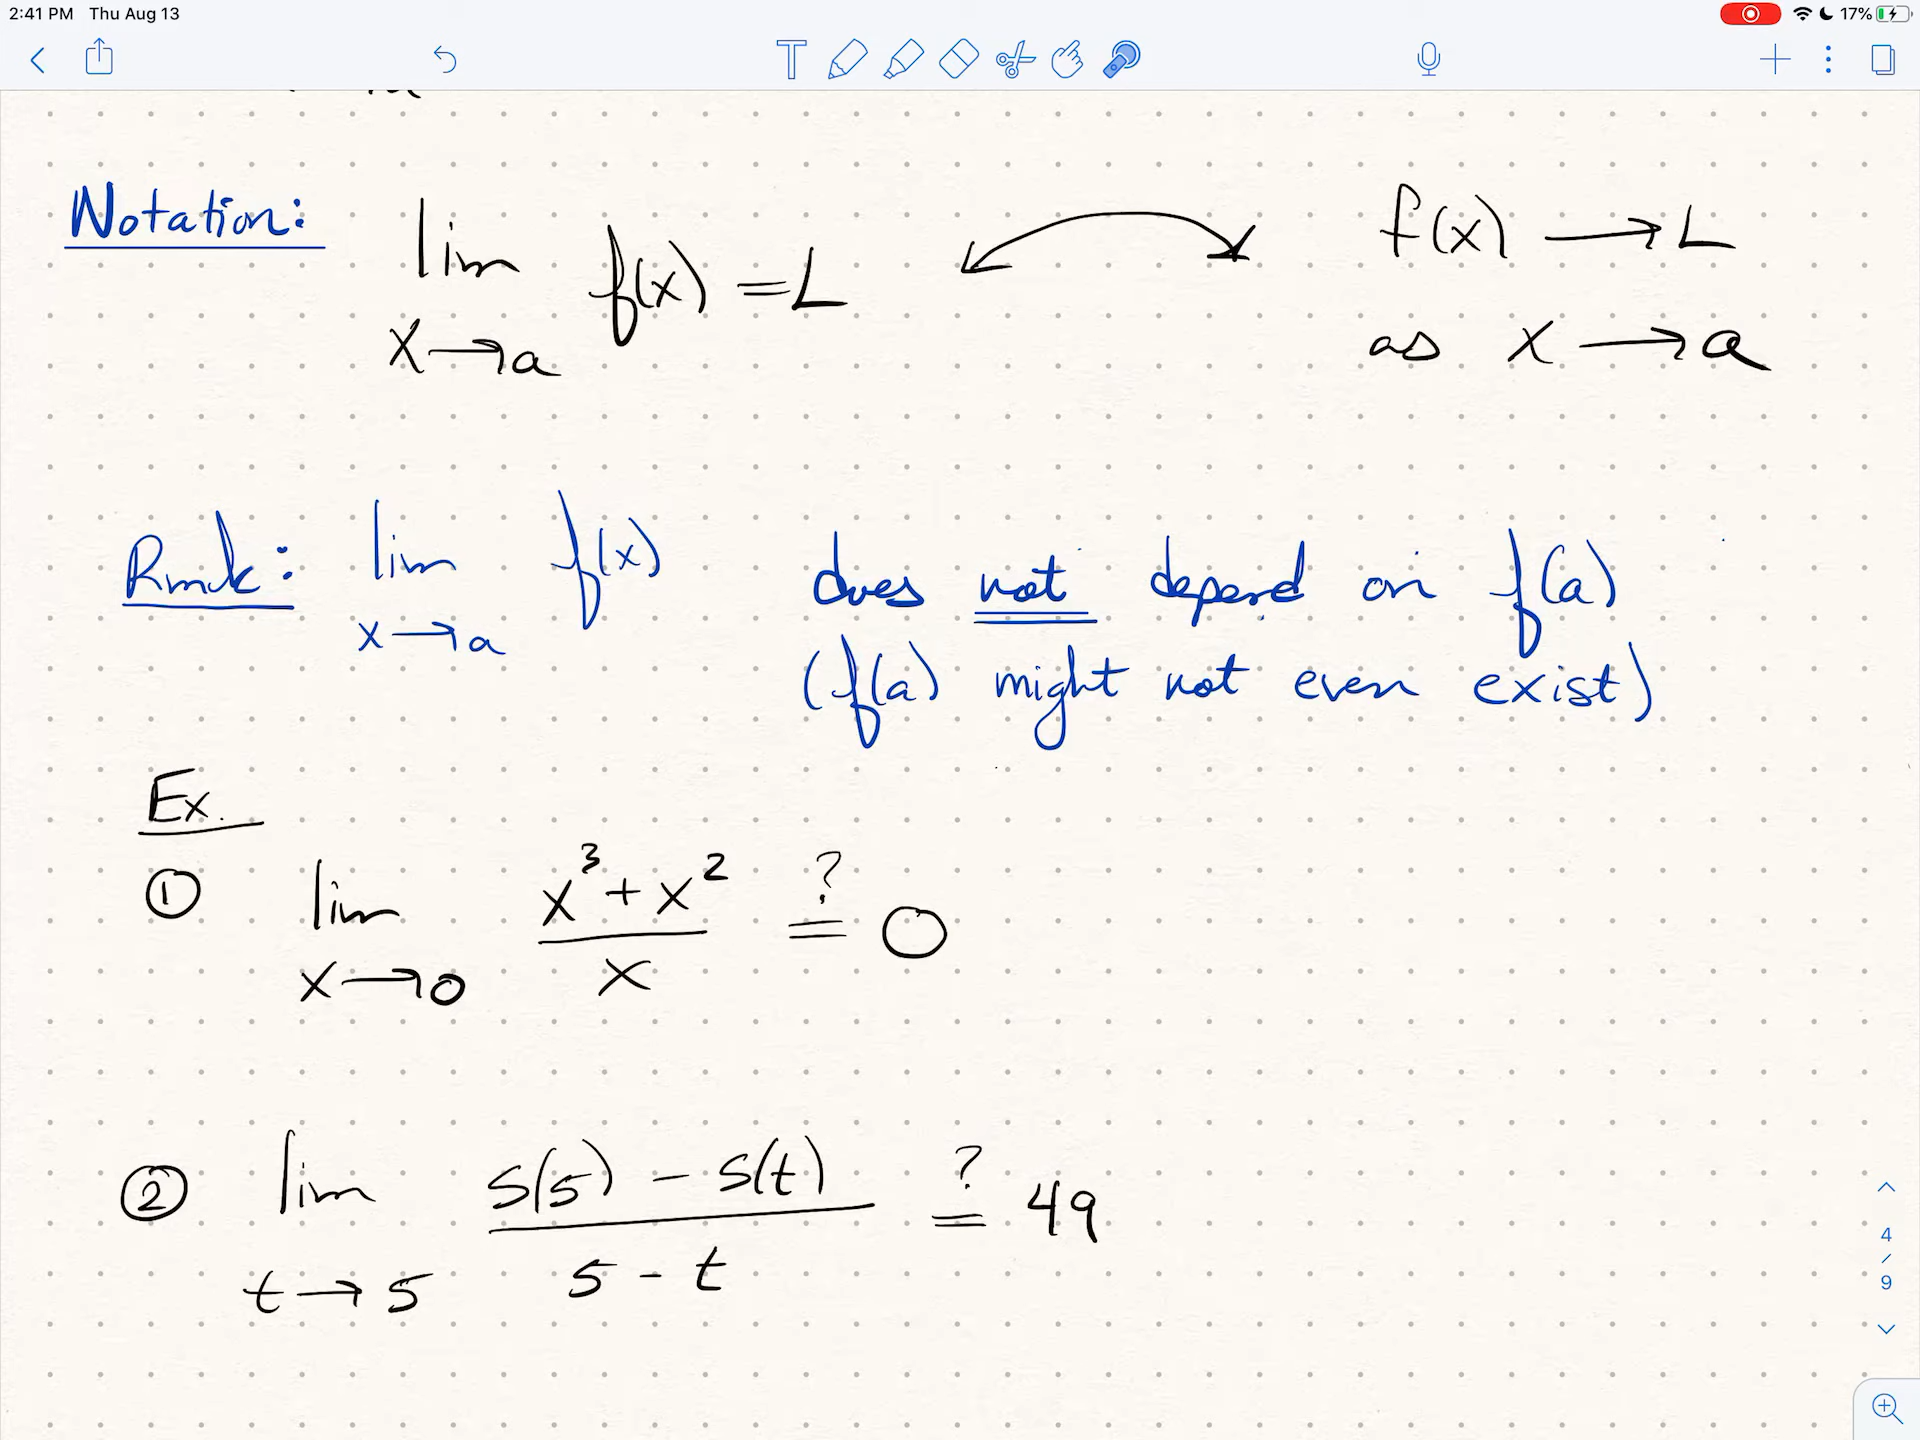 2:41 PM Thu Aug 13
17%
Notation: lim f(x) = L ⟷ f(x) → L
x → a as x → a
Rmk: lim f(x) does not depend on f(a)
x → a (f(a) might not even exist)
Ex.
① lim x³ + x² / x ?= 0
x → 0
② lim s(5) - s(t) / 5 - t ?= 49
t → 5
4
/
9